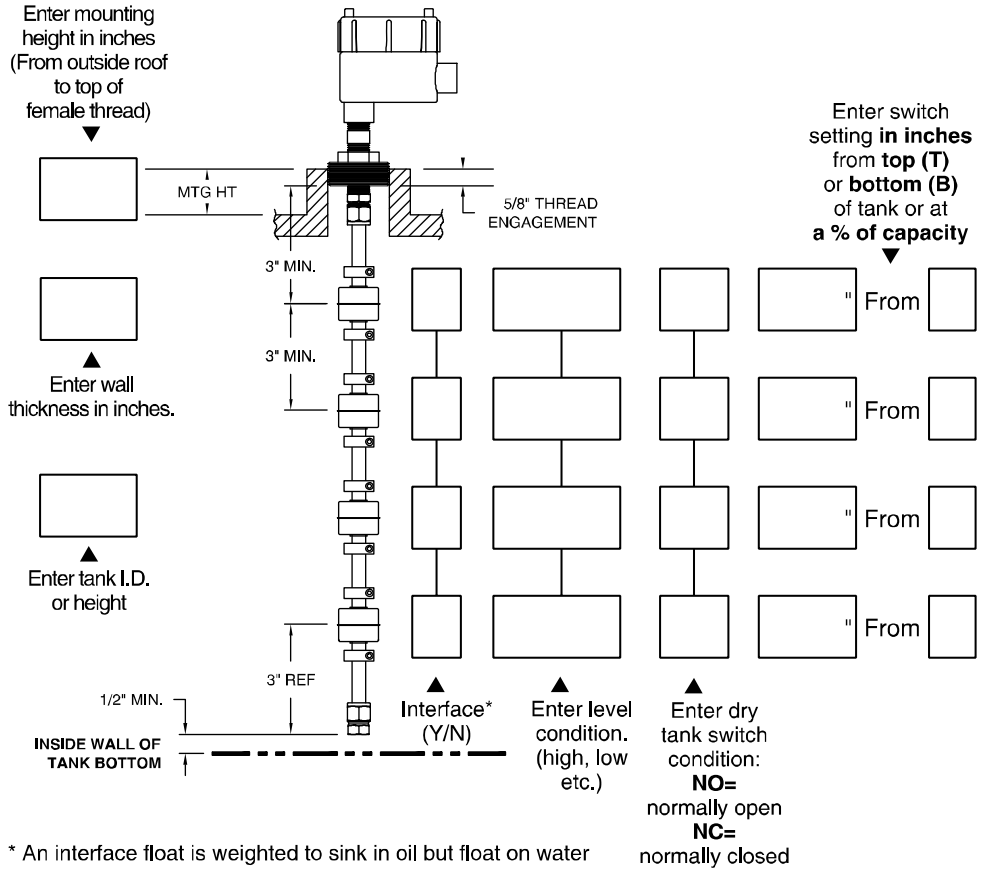 Enter mounting
height in inches
(From outside roof
to top of
female thread)
MTG HT
5/8" THREAD
ENGAGEMENT
Enter switch
setting in inches
from top (T)
or bottom (B)
of tank or at
a % of capacity
3" MIN.
" From
Enter wall
thickness in inches.
3" MIN.
" From
" From
Enter tank I.D.
or height
" From
3" REF
1/2" MIN.
INSIDE WALL OF
TANK BOTTOM
Interface*
(Y/N)
Enter level
condition.
(high, low
etc.)
Enter dry
tank switch
condition:
NO=
normally open
NC=
normally closed
* An interface float is weighted to sink in oil but float on water